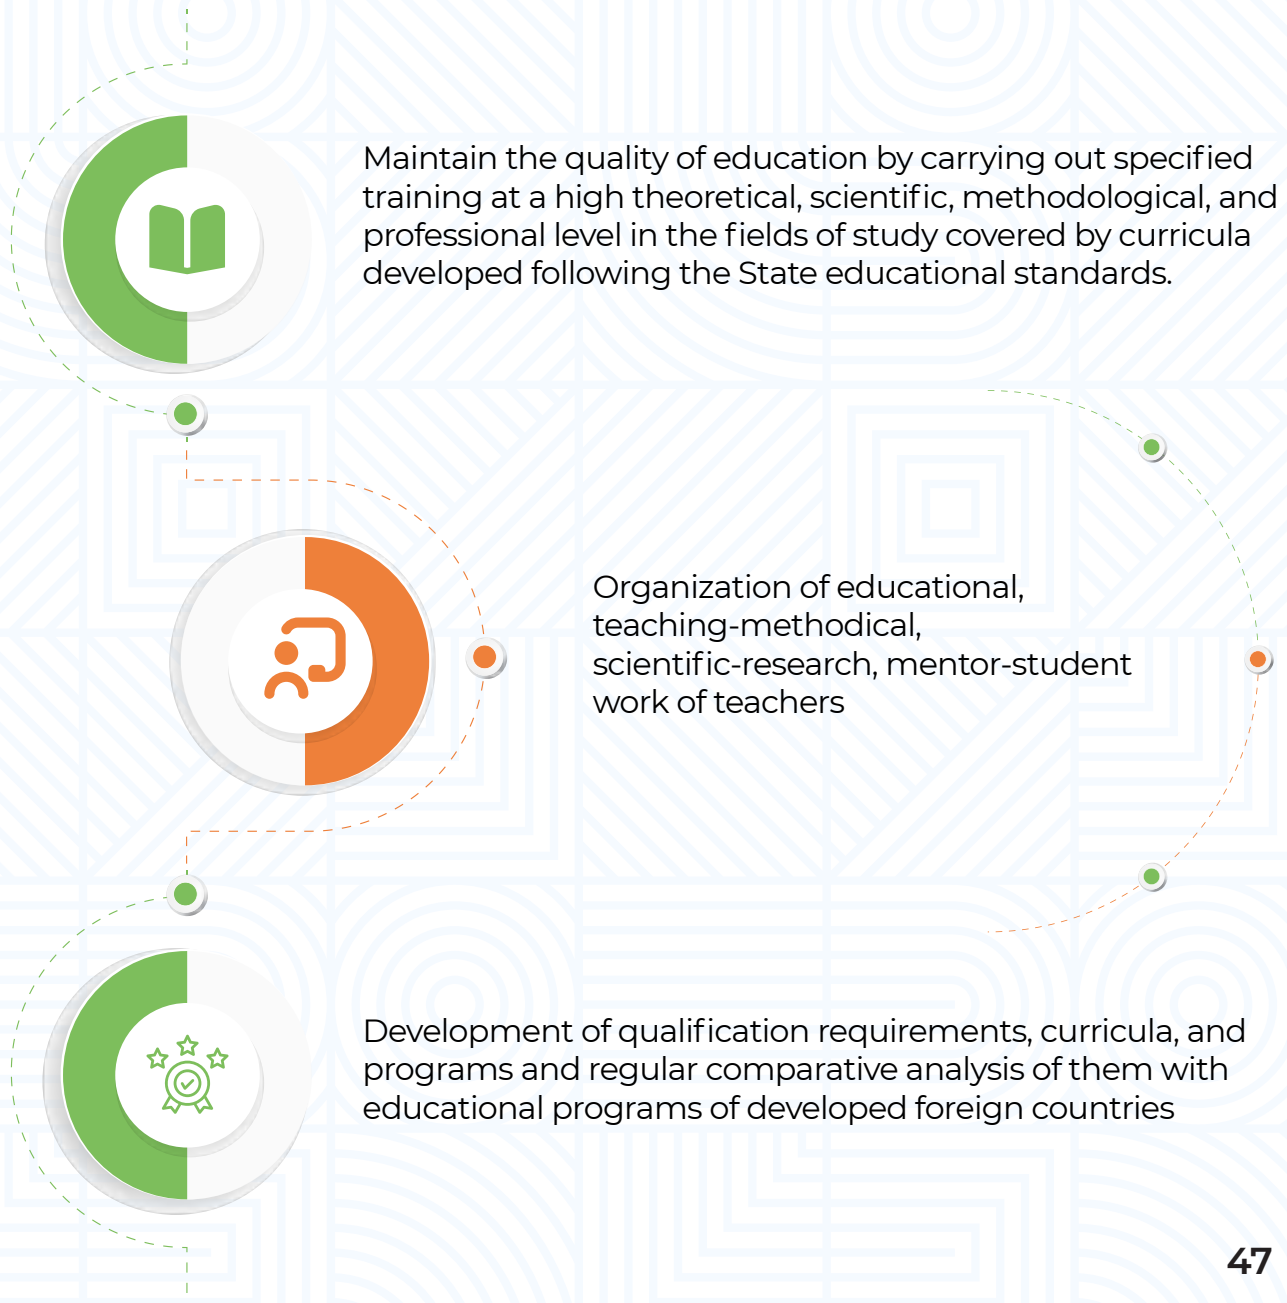 Maintain the quality of education by carrying out specified
training at a high theoretical, scientific, methodological, and
professional level in the fields of study covered by curricula
developed following the State educational standards.
Organization of educational,
teaching-methodical,
scientific-research, mentor-student
work of teachers
Development of qualification requirements, curricula, and
programs and regular comparative analysis of them with
educational programs of developed foreign countries
47